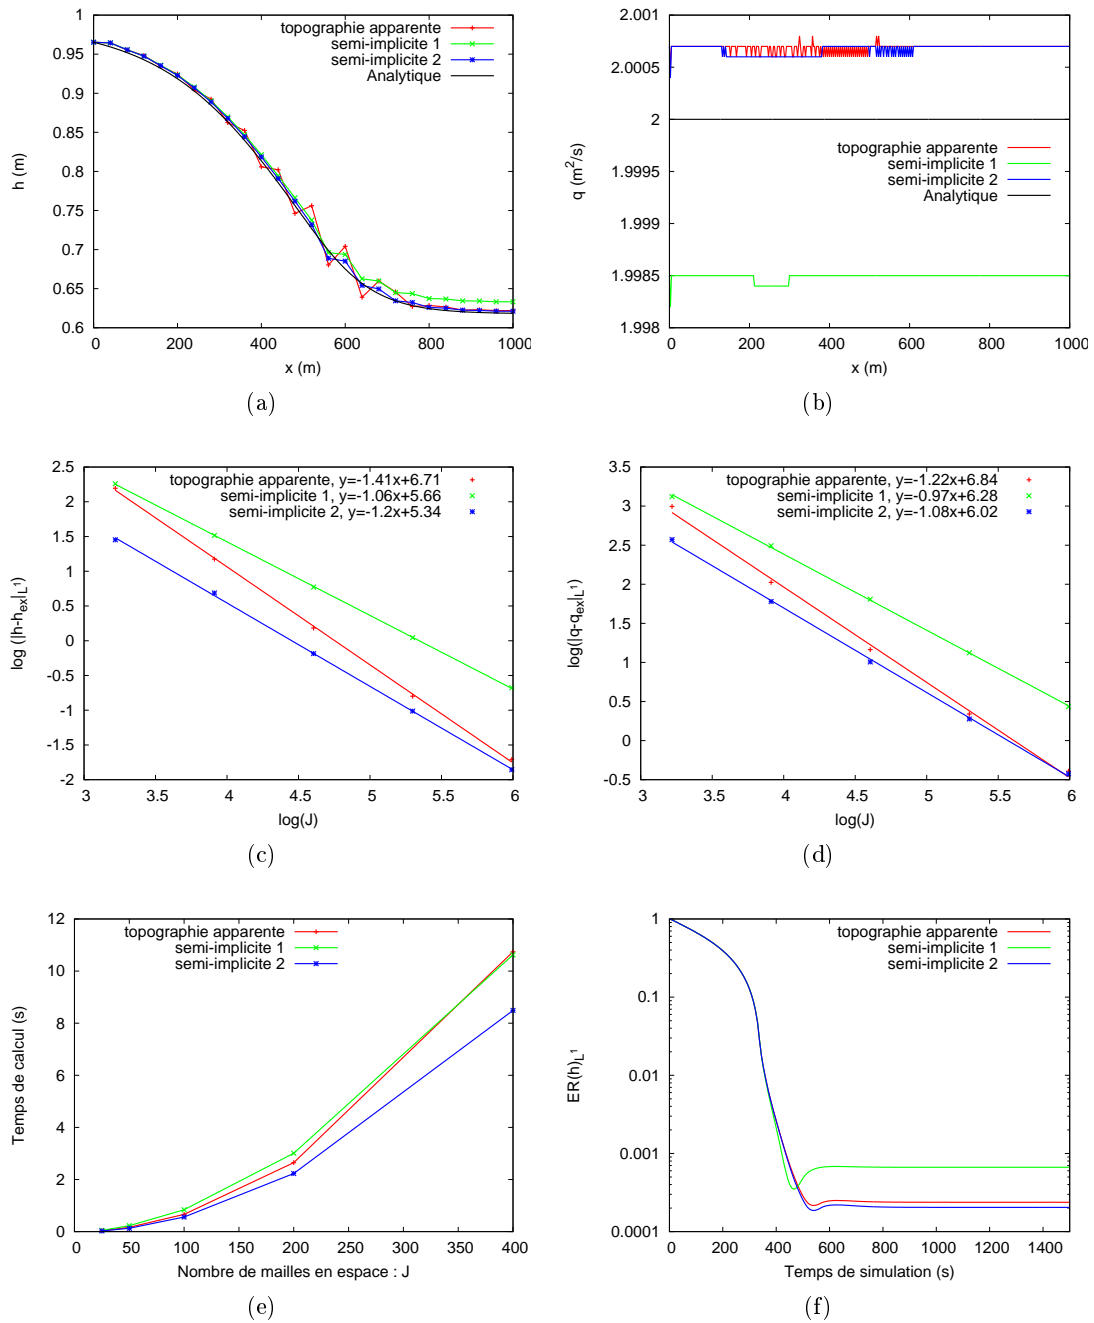 topographie apparente
semi-implicite 1
semi-implicite 2
Analytique
1
0.95
0.9
0.85
0.8
0.75
0.7
0.65
0.6
h (m)
0 200 400 600 800 1000
x (m)
(a)
2.001
2.0005
2
1.9995
1.999
1.9985
1.998
q (m²/s)
topographie apparente
semi-implicite 1
semi-implicite 2
Analytique
0 200 400 600 800 1000
x (m)
(b)
topographie apparente, y=-1.41x+6.71
semi-implicite 1, y=-1.06x+5.66
semi-implicite 2, y=-1.2x+5.34
2.5
2
1.5
1
0.5
0
-0.5
-1
-1.5
-2
log (|h-h_ex|_L¹)
3 3.5 4 4.5 5 5.5 6
log(J)
(c)
topographie apparente, y=-1.22x+6.84
semi-implicite 1, y=-0.97x+6.28
semi-implicite 2, y=-1.08x+6.02
3.5
3
2.5
2
1.5
1
0.5
0
-0.5
log(|q-q_ex|_L¹)
3 3.5 4 4.5 5 5.5 6
log(J)
(d)
topographie apparente
semi-implicite 1
semi-implicite 2
12
10
8
6
4
2
0
Temps de calcul (s)
0 50 100 150 200 250 300 350 400
Nombre de mailles en espace : J
(e)
topographie apparente
semi-implicite 1
semi-implicite 2
1
0.1
0.01
0.001
0.0001
ER(h)_L¹
0 200 400 600 800 1000 1200 1400
Temps de simulation (s)
(f)